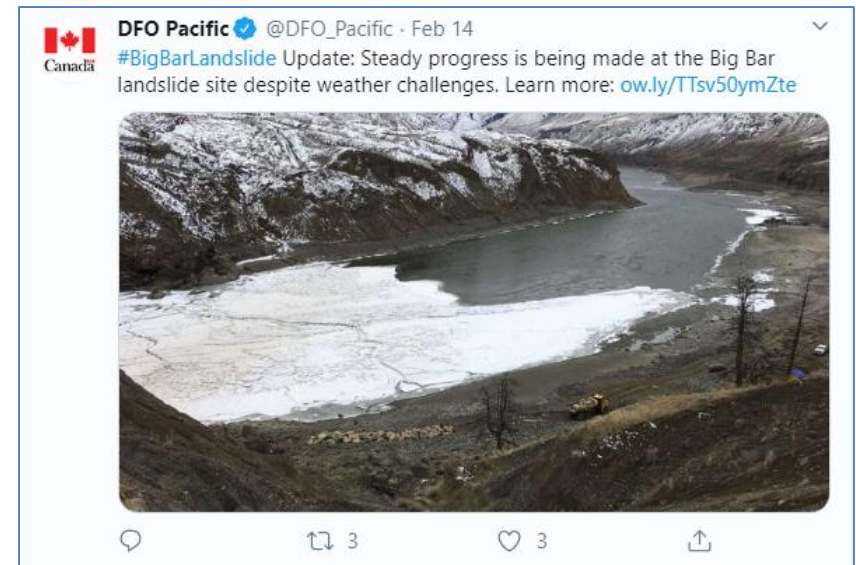 DFO Pacific @DFO_Pacific · Feb 14
Canada
#BigBarLandslide Update: Steady progress is being made at the Big Bar
landslide site despite weather challenges. Learn more: ow.ly/TTsv50ymZte
3 3